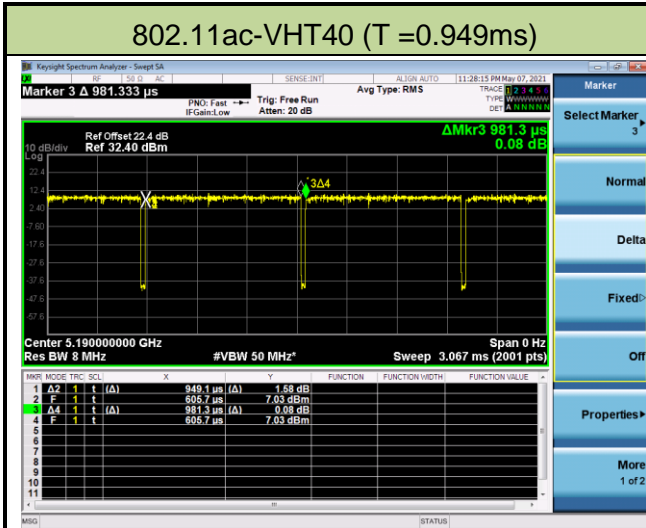 802.11ac-VHT40 (T =0.949ms)
Keysight Spectrum Analyzer - Swept SA
RF 50 Ω AC SENSE:INT ALIGN AUTO 11:28:15 PM May 07, 2021
Marker 3 Δ 981.333 µs
PNO: Fast
IFGain:Low
Trig: Free Run
Atten: 20 dB
Avg Type: RMS
TRACE 1 2 3 4 5 6
TYPE WWWWWW
DET A N N N N N
Ref Offset 22.4 dB
10 dB/div Ref 32.40 dBm
Log
ΔMkr3 981.3 µs
0.08 dB
22.4
12.4
2.40
-7.60
-17.6
-27.6
-37.6
-47.6
-57.6
3Δ4
Center 5.190000000 GHz Span 0 Hz
Res BW 8 MHz #VBW 50 MHz* Sweep 3.067 ms (2001 pts)
MKR MODE TRC SCL X Y FUNCTION FUNCTION WIDTH FUNCTION VALUE
1 Δ2 1 t (Δ) 949.1 µs (Δ) 1.58 dB
2 F 1 t 605.7 µs 7.03 dBm
3 Δ4 1 t (Δ) 981.3 µs (Δ) 0.08 dB
4 F 1 t 605.7 µs 7.03 dBm
5
6
7
8
9
10
11
MSG STATUS
Marker
Select Marker
3
Normal
Delta
Fixed
Off
Properties
More
1 of 2